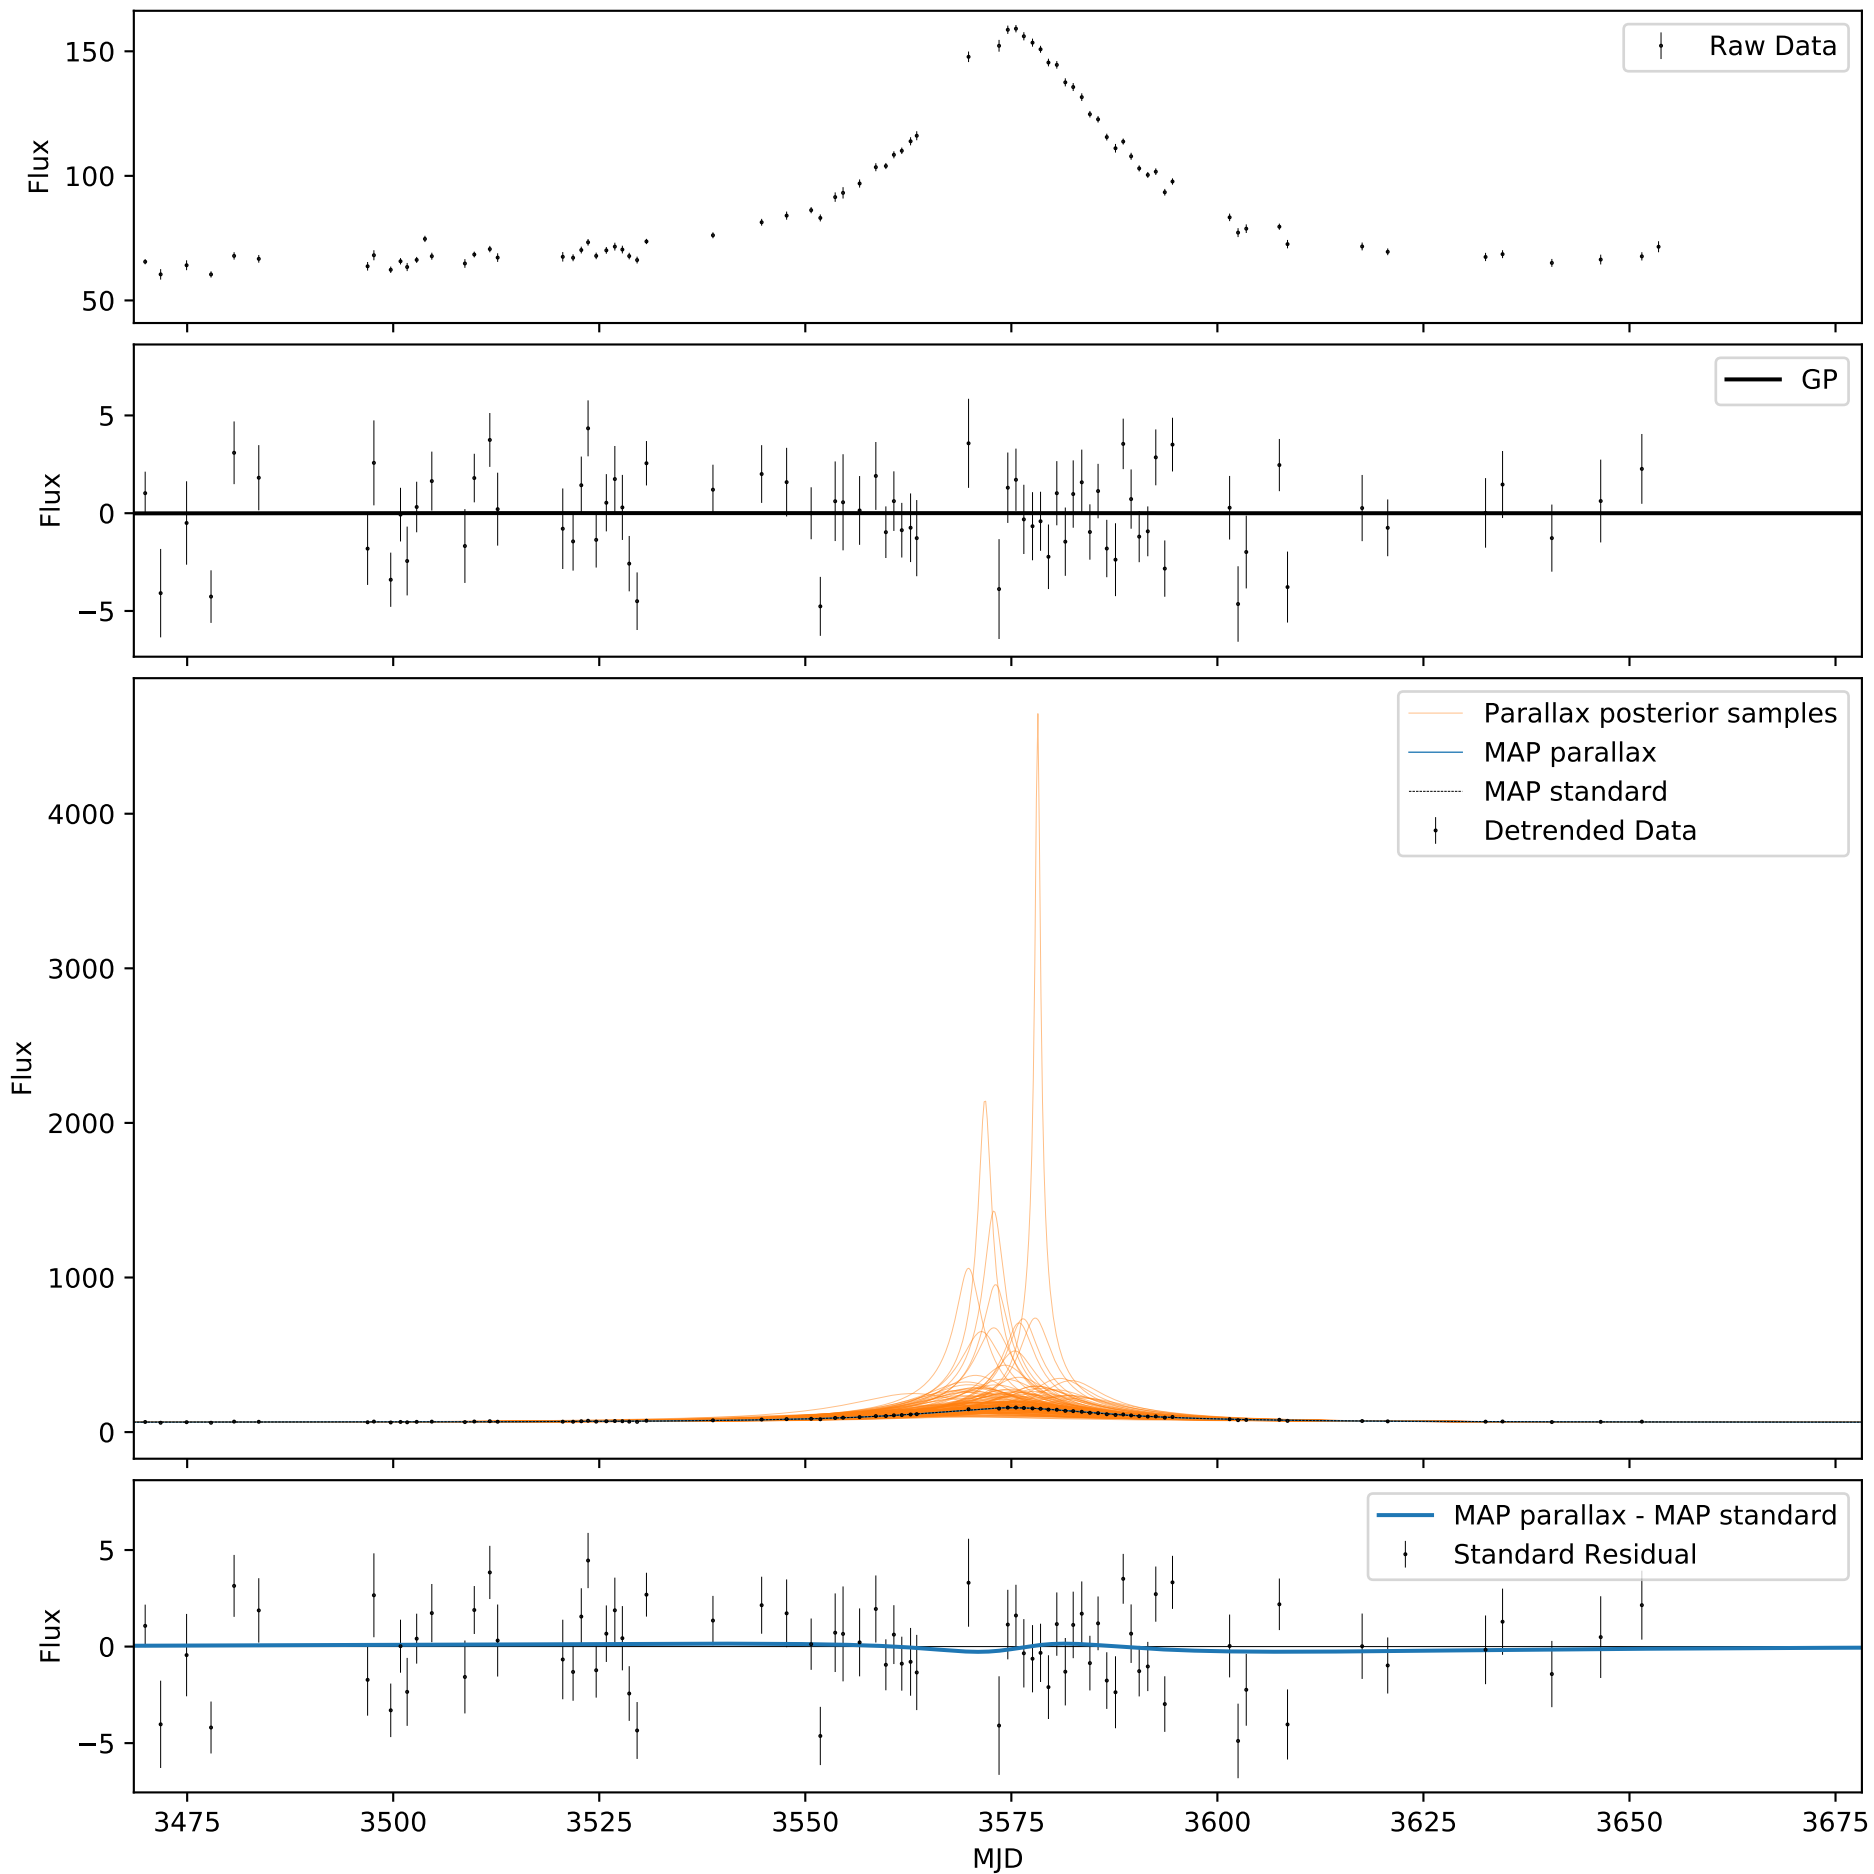 150
100
50
Flux
Raw Data
5
0
−5
Flux
GP
4000
3000
2000
1000
0
Flux
Parallax posterior samples
MAP parallax
MAP standard
Detrended Data
5
0
−5
Flux
MAP parallax - MAP standard
Standard Residual
3475 3500 3525 3550 3575 3600 3625 3650 3675
MJD